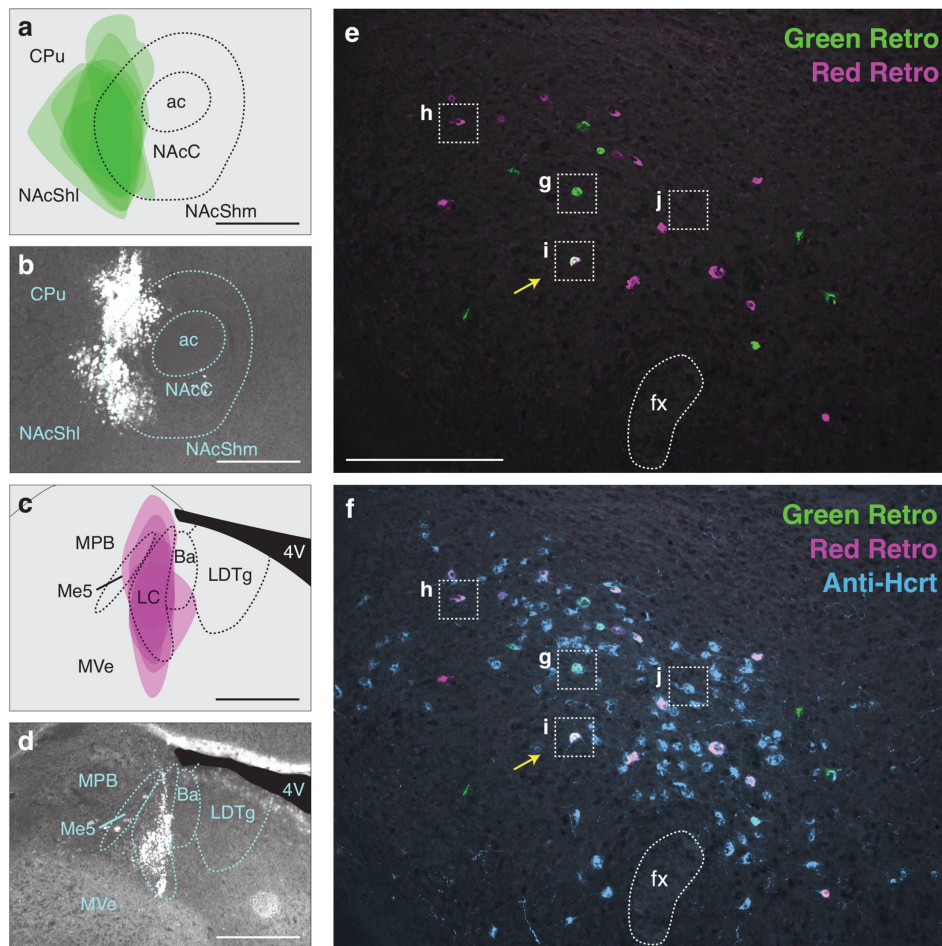 a
CPu
ac
NAcC
NAcShl
NAcShm
b
CPu
ac
NAcC
NAcShl
NAcShm
c
MPB
Ba
4V
LDTg
Me5
LC
MVe
d
MPB
Ba
4V
LDTg
Me5
MVe
e
Green Retro
Red Retro
h
g
j
i
fx
f
Green Retro
Red Retro
Anti-Hcrt
h
g
j
i
fx